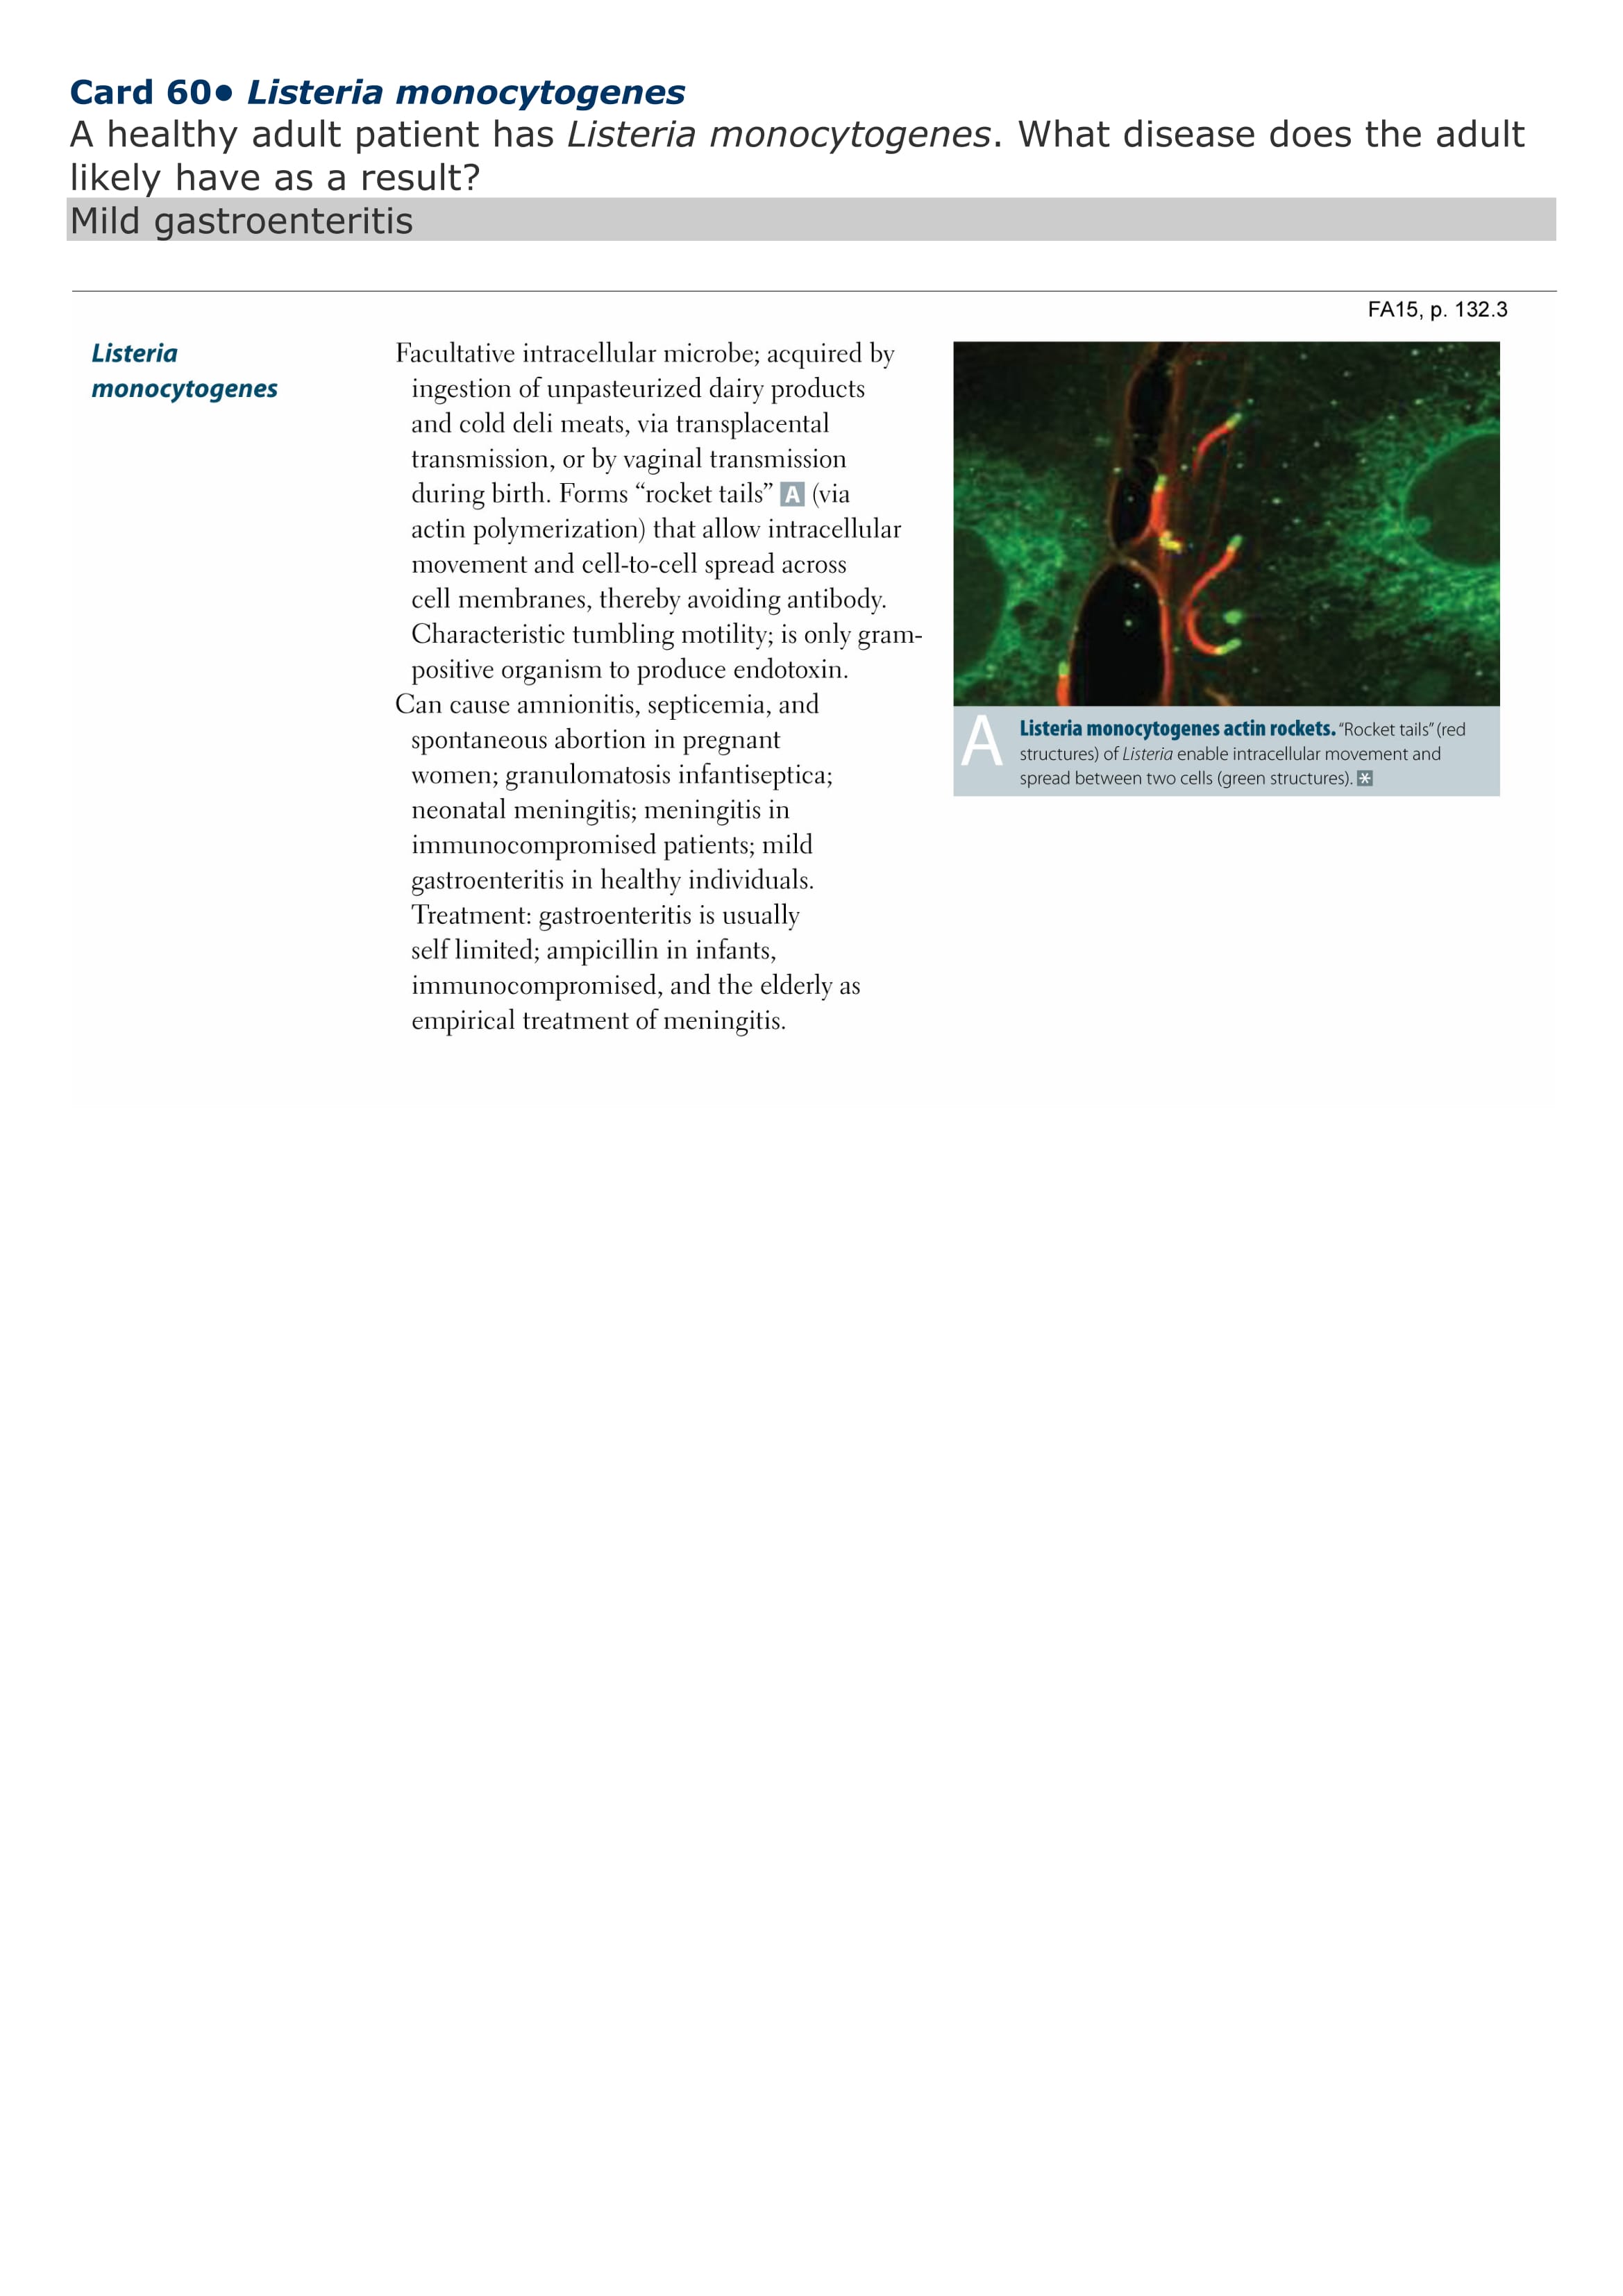 Card 60● Listeria monocytogenes
A healthy adult patient has Listeria monocytogenes. What disease does the adult
likely have as a result?
Mild gastroenteritis
FA15, p. 132.3
Listeria
monocytogenes
Facultative intracellular microbe; acquired by
ingestion of unpasteurized dairy products
and cold deli meats, via transplacental
transmission, or by vaginal transmission
during birth. Forms “rocket tails” A (via
actin polymerization) that allow intracellular
movement and cell-to-cell spread across
cell membranes, thereby avoiding antibody.
Characteristic tumbling motility; is only gram-
positive organism to produce endotoxin.
Can cause amnionitis, septicemia, and
spontaneous abortion in pregnant
women; granulomatosis infantiseptica;
neonatal meningitis; meningitis in
immunocompromised patients; mild
gastroenteritis in healthy individuals.
Treatment: gastroenteritis is usually
self limited; ampicillin in infants,
immunocompromised, and the elderly as
empirical treatment of meningitis.
A
Listeria monocytogenes actin rockets. “Rocket tails” (red
structures) of Listeria enable intracellular movement and
spread between two cells (green structures). *